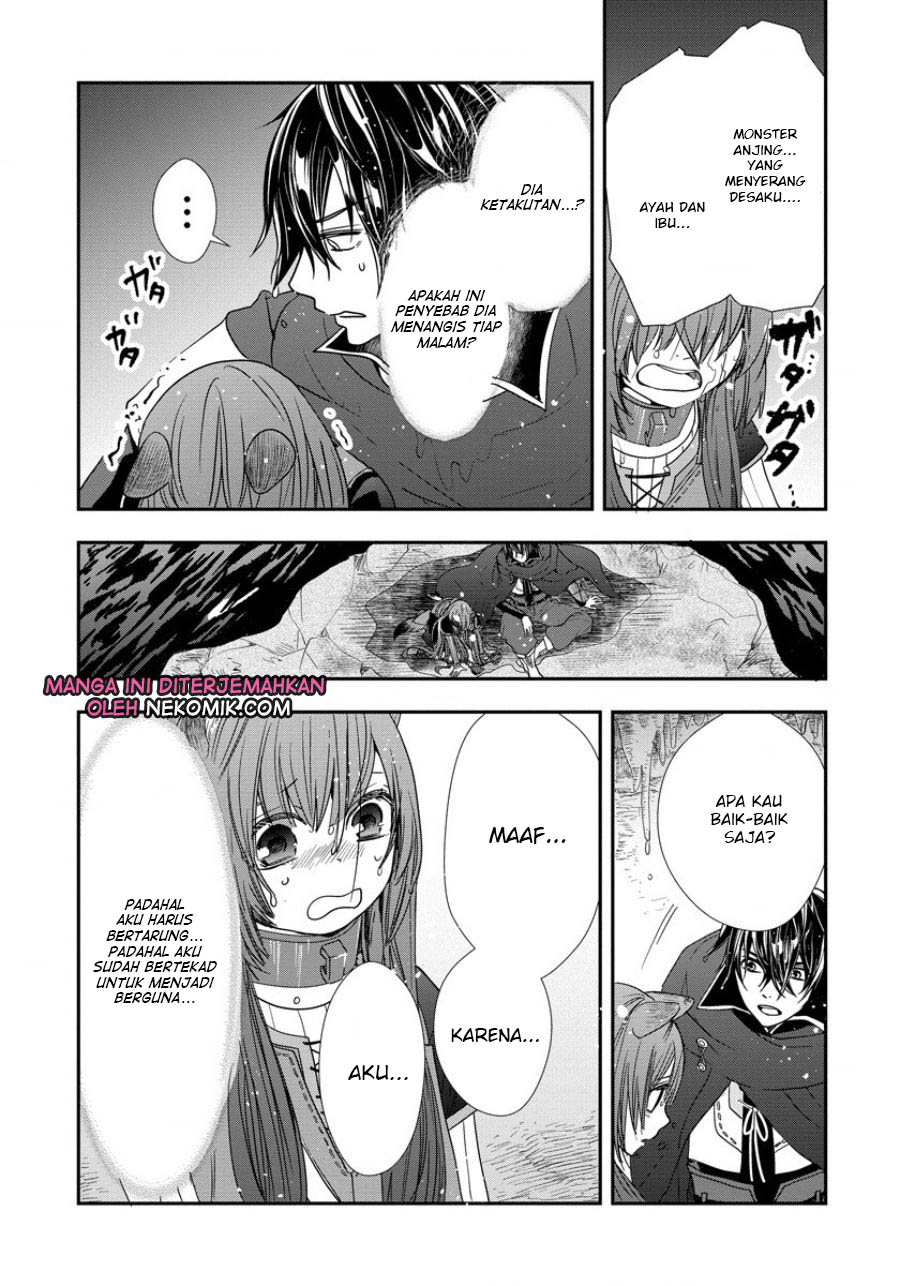 MONSTER
ANJING...
YANG
MENYERANG
DESAKU....
AYAH DAN
IBU...
ガタ
ガタ
DIA
KETAKUTAN...?
APAKAH INI
PENYEBAB DIA
MENANGIS TIAP
MALAM?
...
ガタ
ガタ
MANGA INI DITERJEMAHKAN
OLEH NEKOMIK.COM
APA KAU
BAIK-BAIK
SAJA?
MAAF...
KARENA...
AKU...
PADAHAL
AKU HARUS
BERTARUNG...
PADAHAL AKU
SUDAH BERTEKAD
UNTUK MENJADI
BERGUNA...